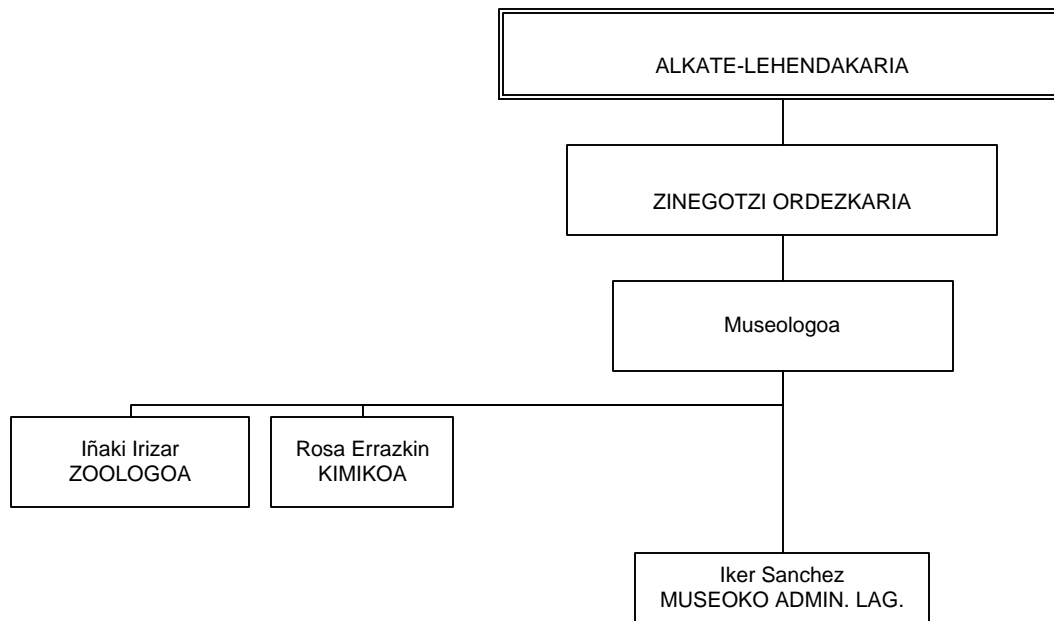 ALKATE-LEHENDAKARIA
ZINEGOTZI ORDEZKARIA
Museologoa
Iñaki Irizar
ZOOLOGOA
Rosa Errazkin
KIMIKOA
Iker Sanchez
MUSEOKO ADMIN. LAG.